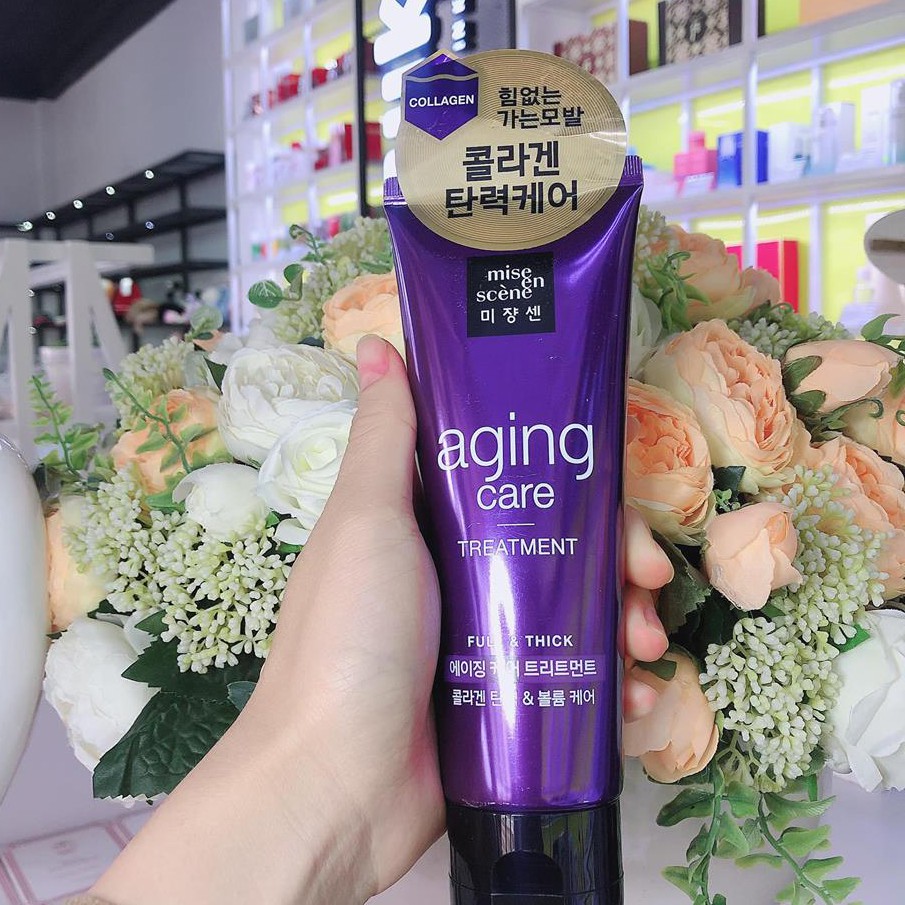 COLLAGEN
힘없는
가는모발
콜라겐
탄력케어
mise
en
scène
미쟝센
aging
care
TREATMENT
FULL & THICK
에이징 케어 트리트먼트
콜라겐 탄력 & 볼륨 케어